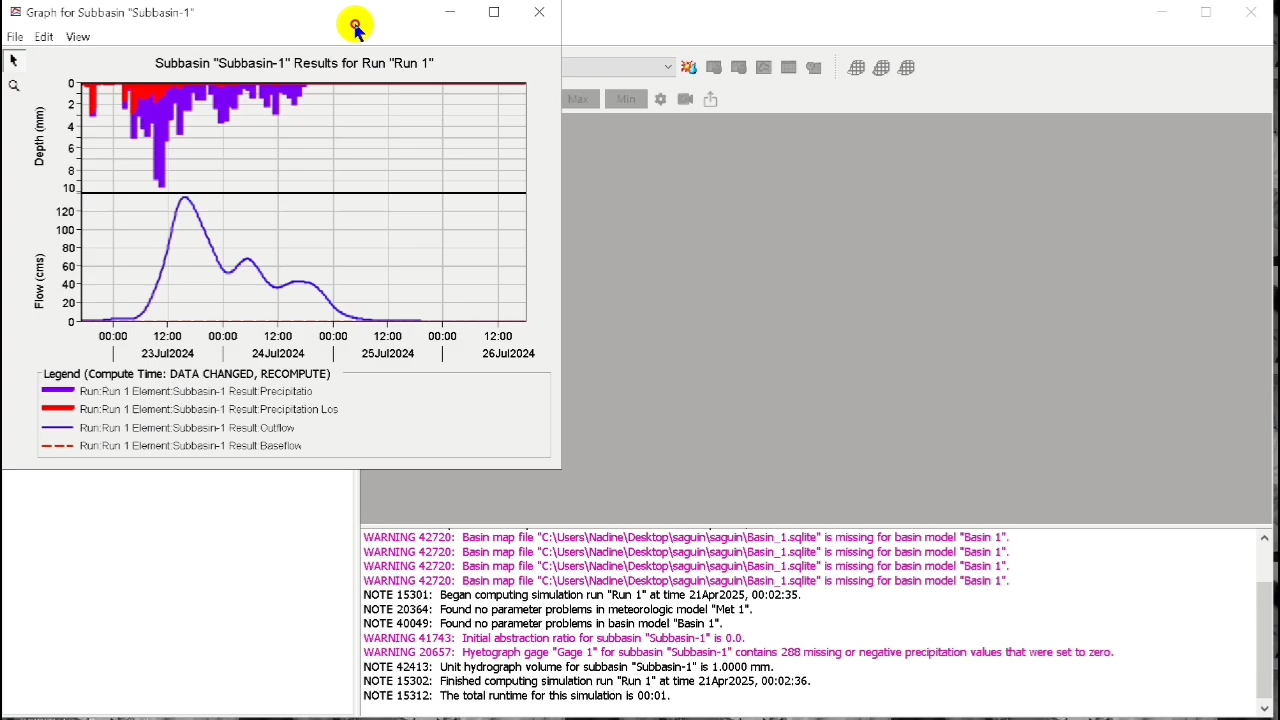 Graph for Subbasin "Subbasin-1"
File Edit View
Subbasin "Subbasin-1" Results for Run "Run 1"
Max Min
0
2
4
6
8
10
Depth (mm)
120
100
80
60
40
20
0
Flow (cms)
00:00 12:00 00:00 12:00 00:00 12:00 00:00 12:00
23Jul2024 24Jul2024 25Jul2024 26Jul2024
Legend (Compute Time: DATA CHANGED, RECOMPUTE)
Run:Run 1 Element:Subbasin-1 Result:Precipitatio
Run:Run 1 Element:Subbasin-1 Result:Precipitation Los
Run:Run 1 Element:Subbasin-1 Result:Outflow
Run:Run 1 Element:Subbasin-1 Result:Baseflow
WARNING 42720: Basin map file "C:\Users\Nadine\Desktop\saguin\saguin\Basin_1.sqlite" is missing for basin model "Basin 1".
WARNING 42720: Basin map file "C:\Users\Nadine\Desktop\saguin\saguin\Basin_1.sqlite" is missing for basin model "Basin 1".
WARNING 42720: Basin map file "C:\Users\Nadine\Desktop\saguin\saguin\Basin_1.sqlite" is missing for basin model "Basin 1".
WARNING 42720: Basin map file "C:\Users\Nadine\Desktop\saguin\saguin\Basin_1.sqlite" is missing for basin model "Basin 1".
NOTE 15301: Began computing simulation run "Run 1" at time 21Apr2025, 00:02:35.
NOTE 20364: Found no parameter problems in meteorologic model "Met 1".
NOTE 40049: Found no parameter problems in basin model "Basin 1".
WARNING 41743: Initial abstraction ratio for subbasin "Subbasin-1" is 0.0.
WARNING 20657: Hyetograph gage "Gage 1" for subbasin "Subbasin-1" contains 288 missing or negative precipitation values that were set to zero.
NOTE 42413: Unit hydrograph volume for subbasin "Subbasin-1" is 1.0000 mm.
NOTE 15302: Finished computing simulation run "Run 1" at time 21Apr2025, 00:02:36.
NOTE 15312: The total runtime for this simulation is 00:01.